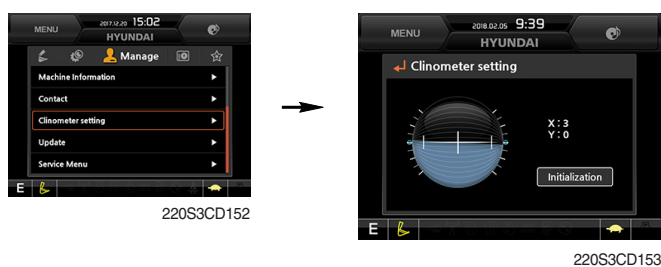 2017.12.20 15:02
MENU
HYUNDAI
Manage
Machine Information
Contact
Clinometer setting
Update
Service Menu
E
220S3CD152
2018.02.05 9:39
MENU
HYUNDAI
Clinometer setting
X : 3
Y : 0
Initialization
E
220S3CD153